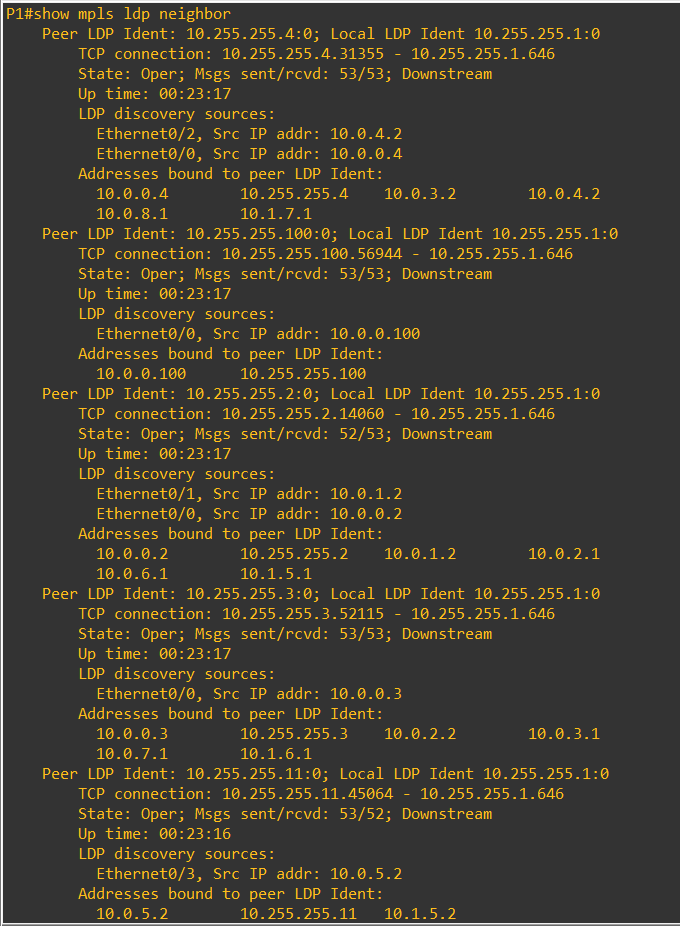 P1#show mpls ldp neighbor
    Peer LDP Ident: 10.255.255.4:0; Local LDP Ident 10.255.255.1:0
        TCP connection: 10.255.255.4.31355 - 10.255.255.1.646
        State: Oper; Msgs sent/rcvd: 53/53; Downstream
        Up time: 00:23:17
        LDP discovery sources:
          Ethernet0/2, Src IP addr: 10.0.4.2
          Ethernet0/0, Src IP addr: 10.0.0.4
        Addresses bound to peer LDP Ident:
          10.0.0.4        10.255.255.4    10.0.3.2        10.0.4.2
          10.0.8.1        10.1.7.1
    Peer LDP Ident: 10.255.255.100:0; Local LDP Ident 10.255.255.1:0
        TCP connection: 10.255.255.100.56944 - 10.255.255.1.646
        State: Oper; Msgs sent/rcvd: 53/53; Downstream
        Up time: 00:23:17
        LDP discovery sources:
          Ethernet0/0, Src IP addr: 10.0.0.100
        Addresses bound to peer LDP Ident:
          10.0.0.100      10.255.255.100
    Peer LDP Ident: 10.255.255.2:0; Local LDP Ident 10.255.255.1:0
        TCP connection: 10.255.255.2.14060 - 10.255.255.1.646
        State: Oper; Msgs sent/rcvd: 52/53; Downstream
        Up time: 00:23:17
        LDP discovery sources:
          Ethernet0/1, Src IP addr: 10.0.1.2
          Ethernet0/0, Src IP addr: 10.0.0.2
        Addresses bound to peer LDP Ident:
          10.0.0.2        10.255.255.2    10.0.1.2        10.0.2.1
          10.0.6.1        10.1.5.1
    Peer LDP Ident: 10.255.255.3:0; Local LDP Ident 10.255.255.1:0
        TCP connection: 10.255.255.3.52115 - 10.255.255.1.646
        State: Oper; Msgs sent/rcvd: 53/53; Downstream
        Up time: 00:23:17
        LDP discovery sources:
          Ethernet0/0, Src IP addr: 10.0.0.3
        Addresses bound to peer LDP Ident:
          10.0.0.3        10.255.255.3    10.0.2.2        10.0.3.1
          10.0.7.1        10.1.6.1
    Peer LDP Ident: 10.255.255.11:0; Local LDP Ident 10.255.255.1:0
        TCP connection: 10.255.255.11.45064 - 10.255.255.1.646
        State: Oper; Msgs sent/rcvd: 53/52; Downstream
        Up time: 00:23:16
        LDP discovery sources:
          Ethernet0/3, Src IP addr: 10.0.5.2
        Addresses bound to peer LDP Ident:
          10.0.5.2        10.255.255.11   10.1.5.2